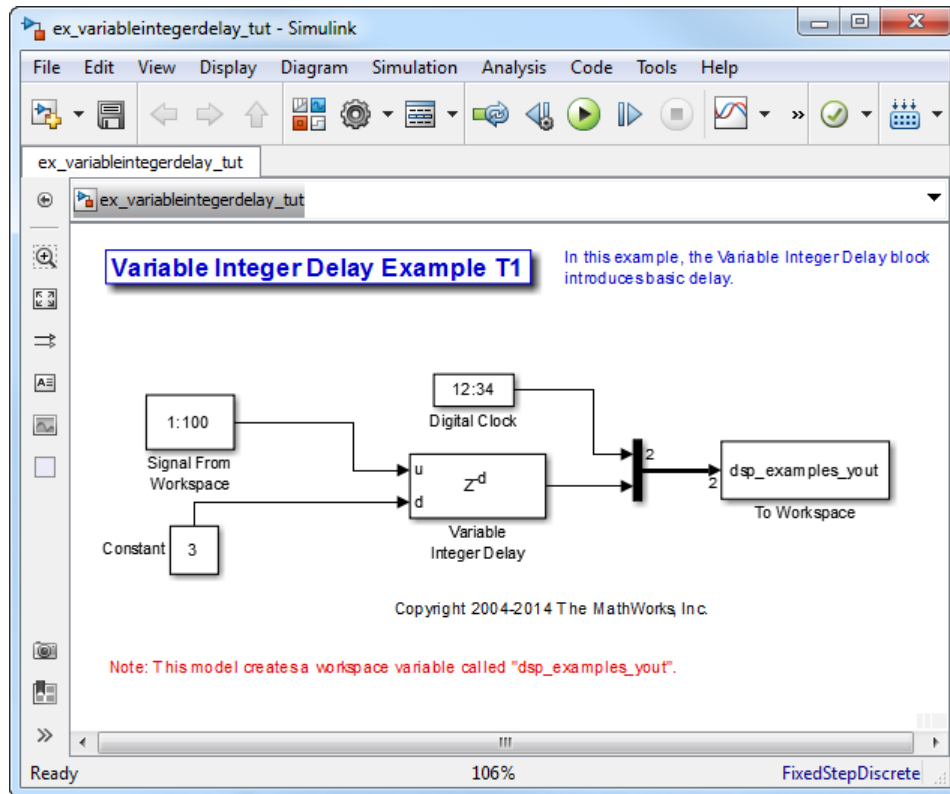 ex_variableintegerdelay_tut - Simulink
File Edit View Display Diagram Simulation Analysis Code Tools Help
»
ex_variableintegerdelay_tut
ex_variableintegerdelay_tut
Variable Integer Delay Example T1
In this example, the Variable Integer Delay block
introduces basic delay.
12:34
Digital Clock
1:100
Signal From
Workspace
u
d
z-d
Variable
Integer Delay
2
2
dsp_examples_yout
To Workspace
Constant
3
Copyright 2004-2014 The MathWorks, Inc.
Note: This model creates a workspace variable called "dsp_examples_yout".
Ready 106% FixedStepDiscrete